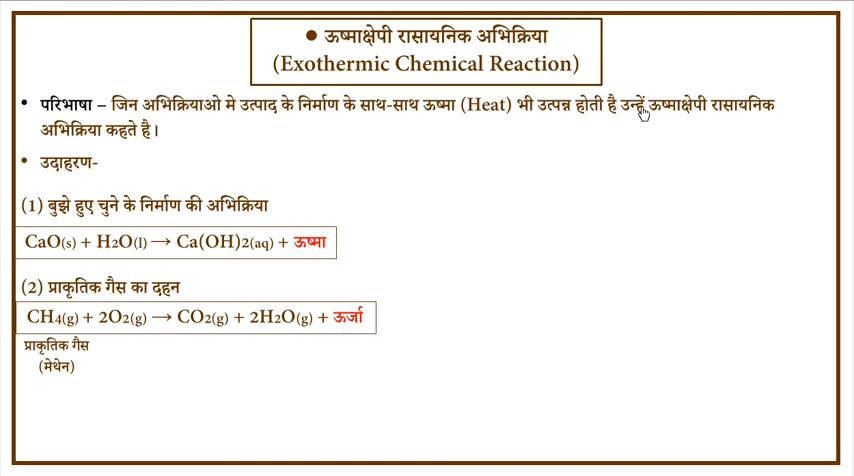 ● ऊष्माक्षेपी रासायनिक अभिक्रिया
(Exothermic Chemical Reaction)
• परिभाषा – जिन अभिक्रियाओ मे उत्पाद के निर्माण के साथ-साथ ऊष्मा (Heat) भी उत्पन्न होती है उन्हें ऊष्माक्षेपी रासायनिक
अभिक्रिया कहते है।
• उदाहरण-
(1) बुझे हुए चुने के निर्माण की अभिक्रिया
CaO(s) + H2O(l) → Ca(OH)2(aq) + ऊष्मा
(2) प्राकृतिक गैस का दहन
CH4(g) + 2O2(g) → CO2(g) + 2H2O(g) + ऊर्जा
प्राकृतिक गैस
(मेथेन)